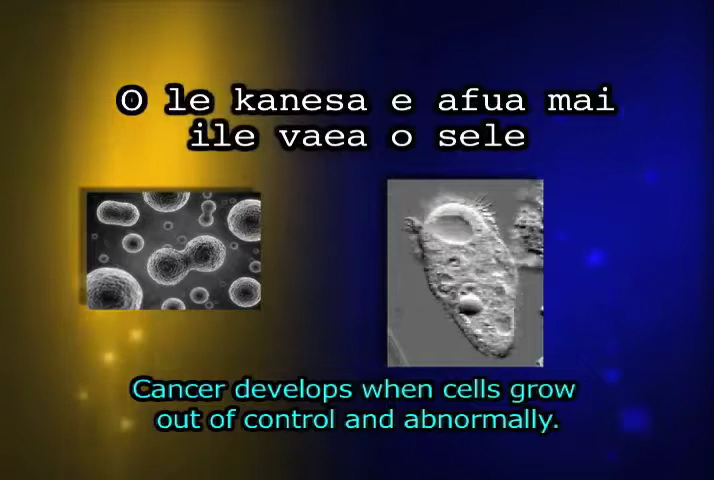 O le kanesa e afua mai
ile vaea o sele
Cancer develops when cells grow
out of control and abnormally.